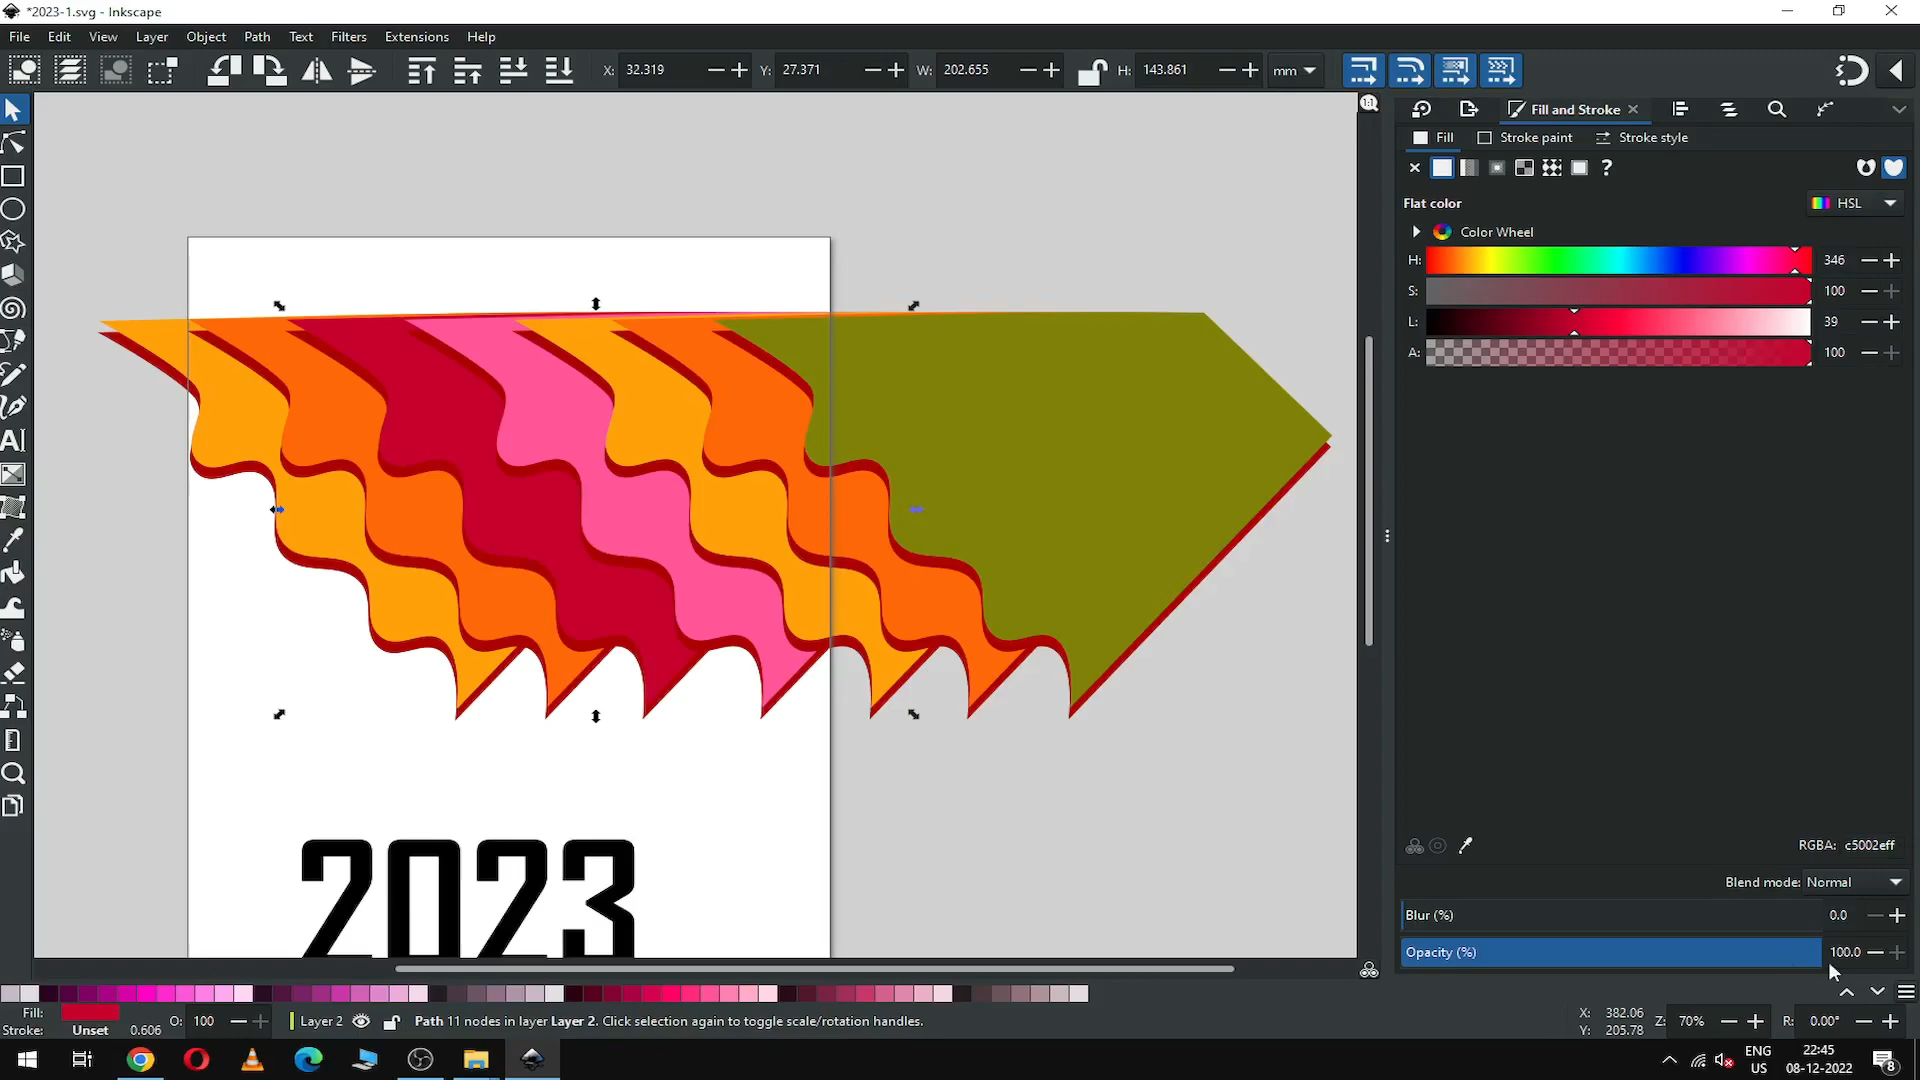 *2023-1.svg - Inkscape
File Edit View Layer Object Path Text Filters Extensions Help
X: 32.319 Y: 27.371 W: 202.655 H: 143.861 mm
Fill and Stroke
Fill Stroke paint Stroke style
Flat color HSL
Color Wheel
H: 346
S: 100
L: 39
A: 100
2023
RGBA: c5002eff
Blend mode: Normal
Blur (%) 0.0
Opacity (%) 100.0
Fill:
Stroke: Unset 0.606 O: 100 Layer 2 Path 11 nodes in layer Layer 2. Click selection again to toggle scale/rotation handles.
X: 382.06
Y: 205.78
Z: 70% R: 0.00°
ENG
US
22:45
08-12-2022
8